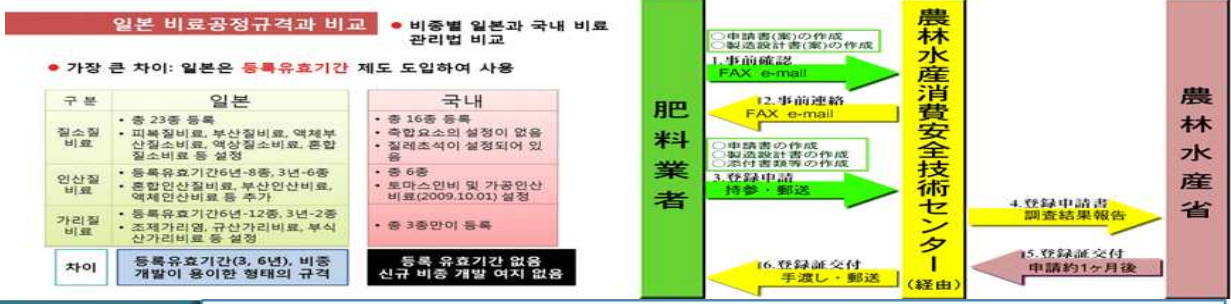 일본 비료공정규격과 비교
• 비종별 일본과 국내 비료
관리법 비교
• 가장 큰 차이: 일본은 등록유효기간 제도 도입하여 사용
구 분
일본
국내
질소질
비료
• 총 23종 등록
• 피복질비료, 부산질비료, 액체부
산질소비료, 액상질소비료, 혼합
질소비료 등 설정
• 총 16종 등록
• 축합요소의 설정이 없음
• 칠레초석이 설정되어 있
음
인산질
비료
• 등록유효기간6년-8종, 3년-6종
• 혼합인산질비료, 부산인산비료,
액체인산비료 등 추가
• 총 6종
• 토마스인비 및 가공인산
비료(2009.10.01) 설정
가리질
비료
• 등록유효기간6년-12종, 3년-2종
• 조제가리염, 규산가리비료, 부식
산가리비료 등 설정
• 총 3종만이 등록
차이
등록유효기간(3, 6년), 비종
개발이 용이한 형태의 규격
등록 유효기간 없음
신규 비종 개발 여지 없음
肥料業者
○申請書(案)の作成
○製造設計書(案)の作成
1.事前確認
FAX e-mail
2.事前連絡
FAX e-mail
○申請書の作成
○製造設計書の作成
○添付書類等の作成
3.登録申請
持参・郵送
6.登録証交付
手渡し・郵送
農林水産消費安全技術センター
(経由)
4.登録申請書
調査結果報告
5.登録証交付
申請約1ヶ月後
農林水産省